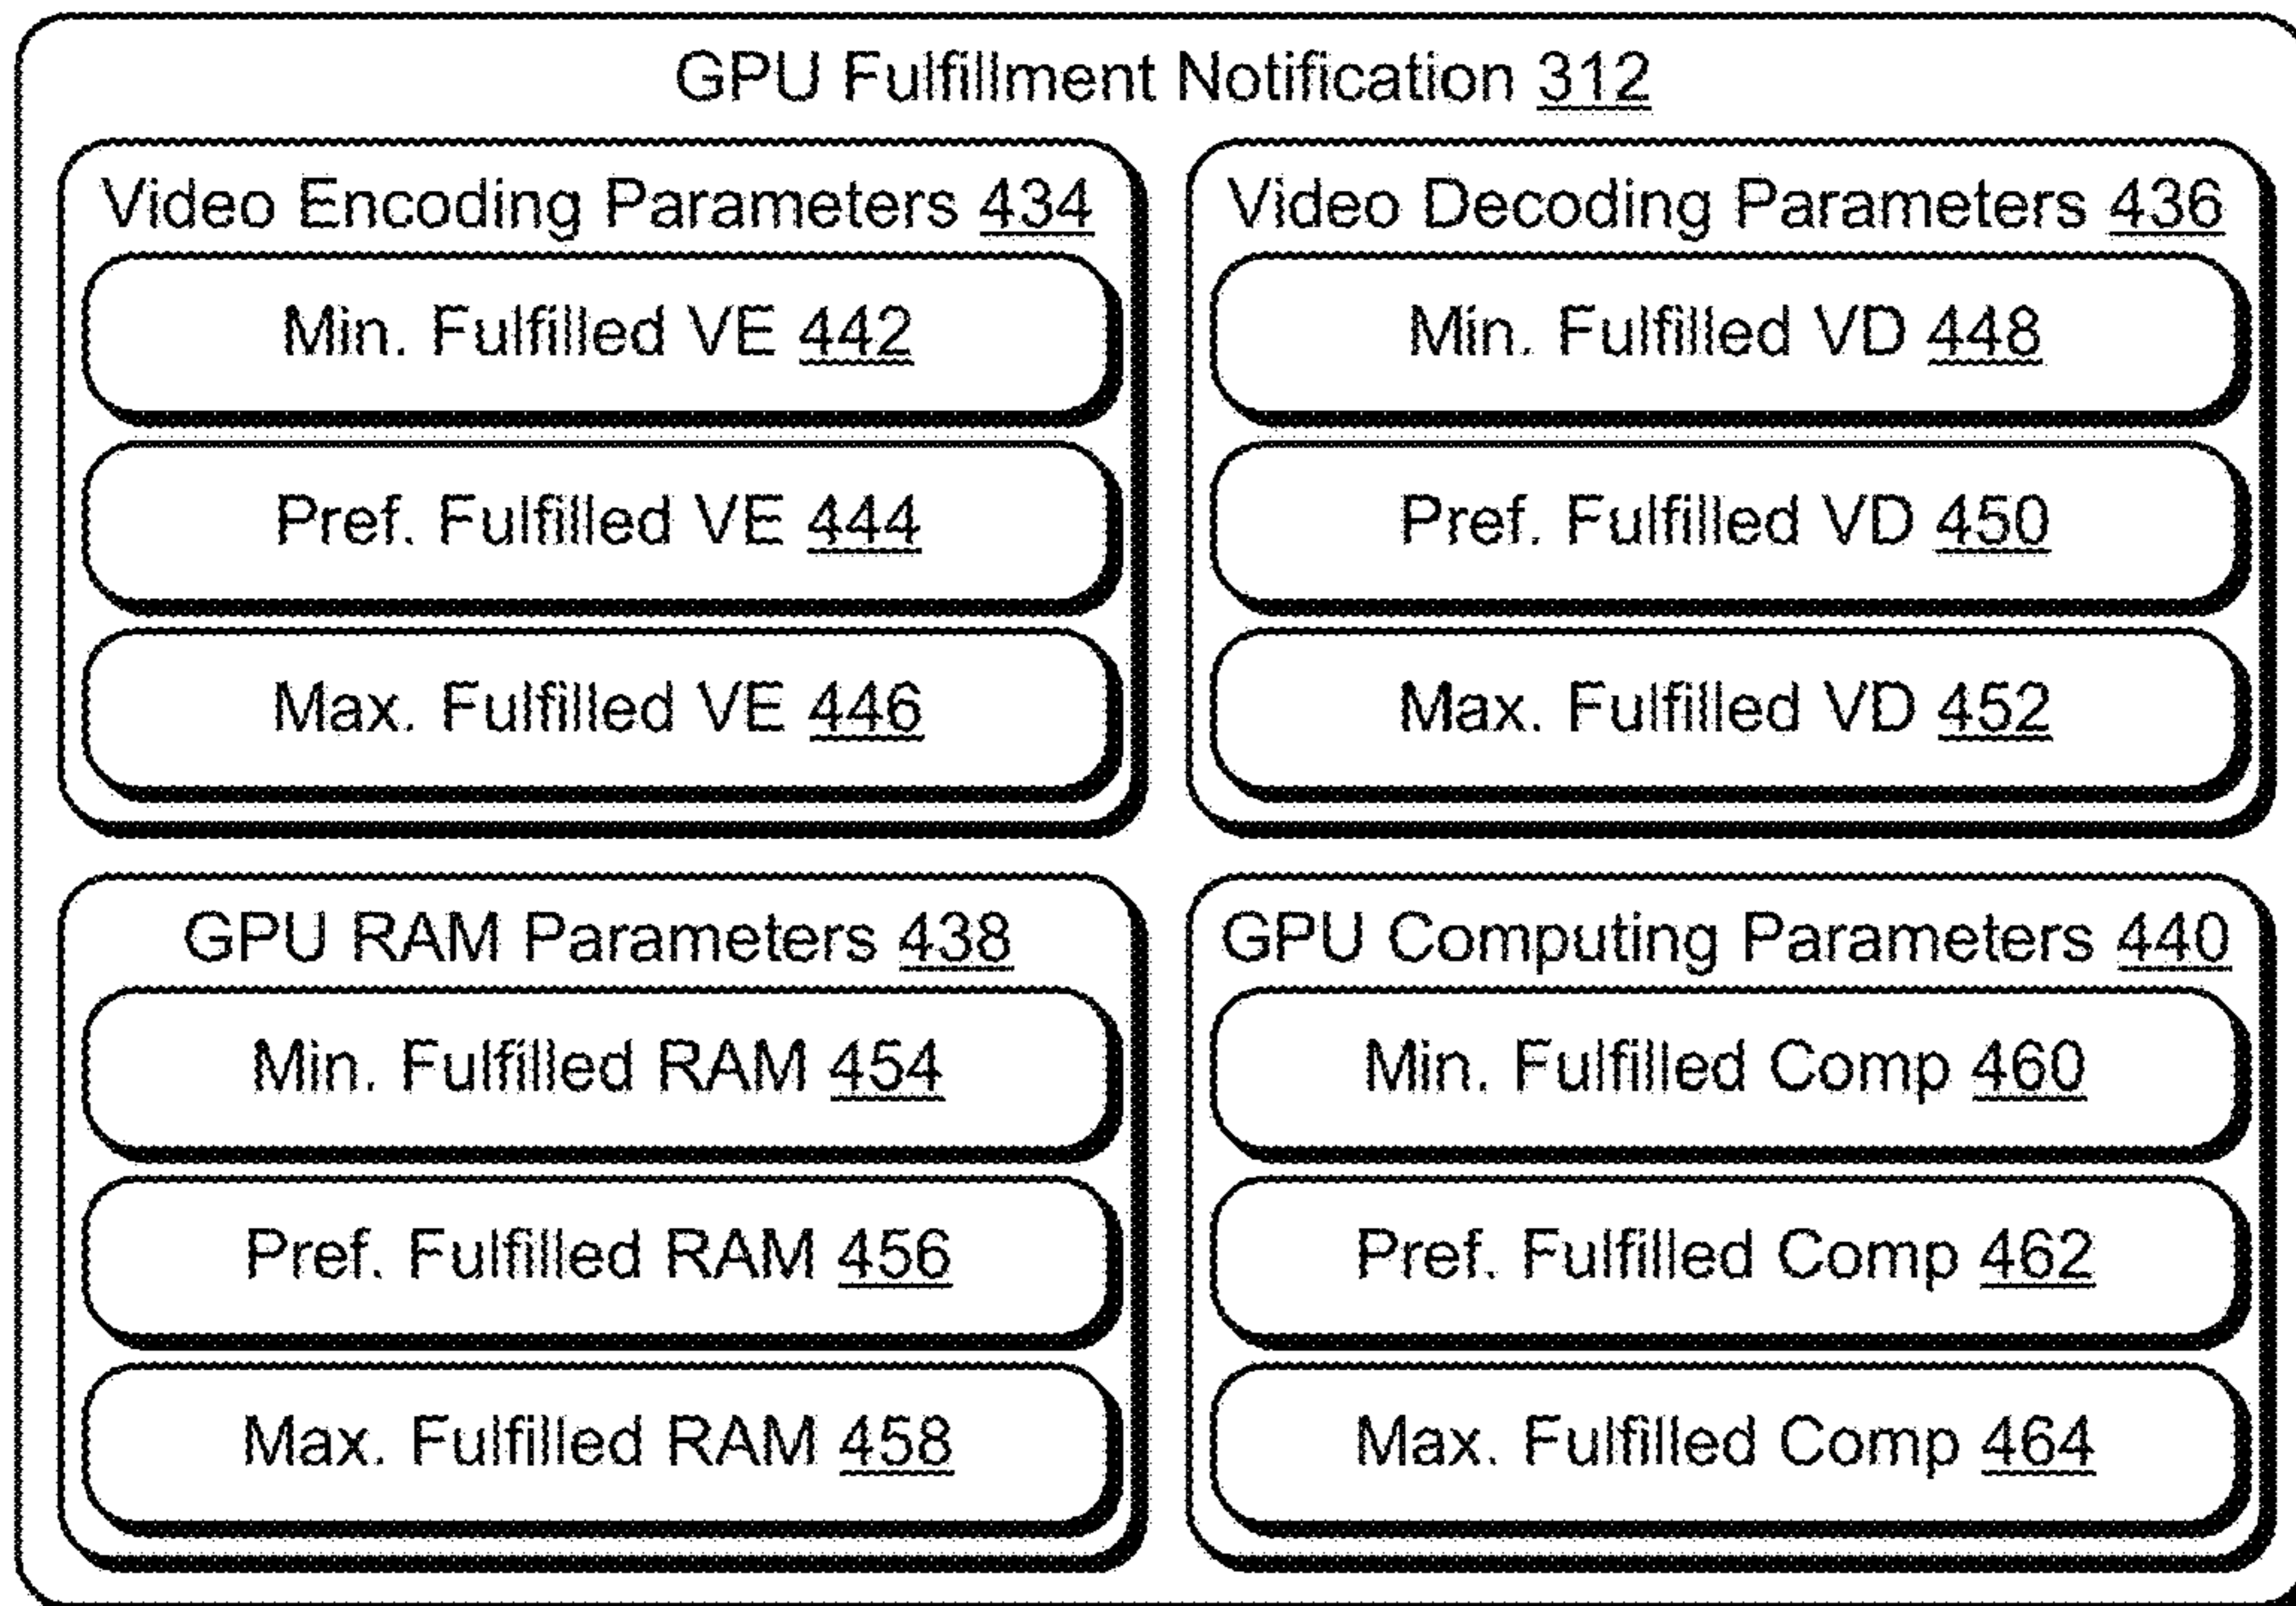 GPU Fulfillment Notification 312
Video Encoding Parameters 434
Min. Fulfilled VE 442
Pref. Fulfilled VE 444
Max. Fulfilled VE 446
Video Decoding Parameters 436
Min. Fulfilled VD 448
Pref. Fulfilled VD 450
Max. Fulfilled VD 452
GPU RAM Parameters 438
Min. Fulfilled RAM 454
Pref. Fulfilled RAM 456
Max. Fulfilled RAM 458
GPU Computing Parameters 440
Min. Fulfilled Comp 460
Pref. Fulfilled Comp 462
Max. Fulfilled Comp 464